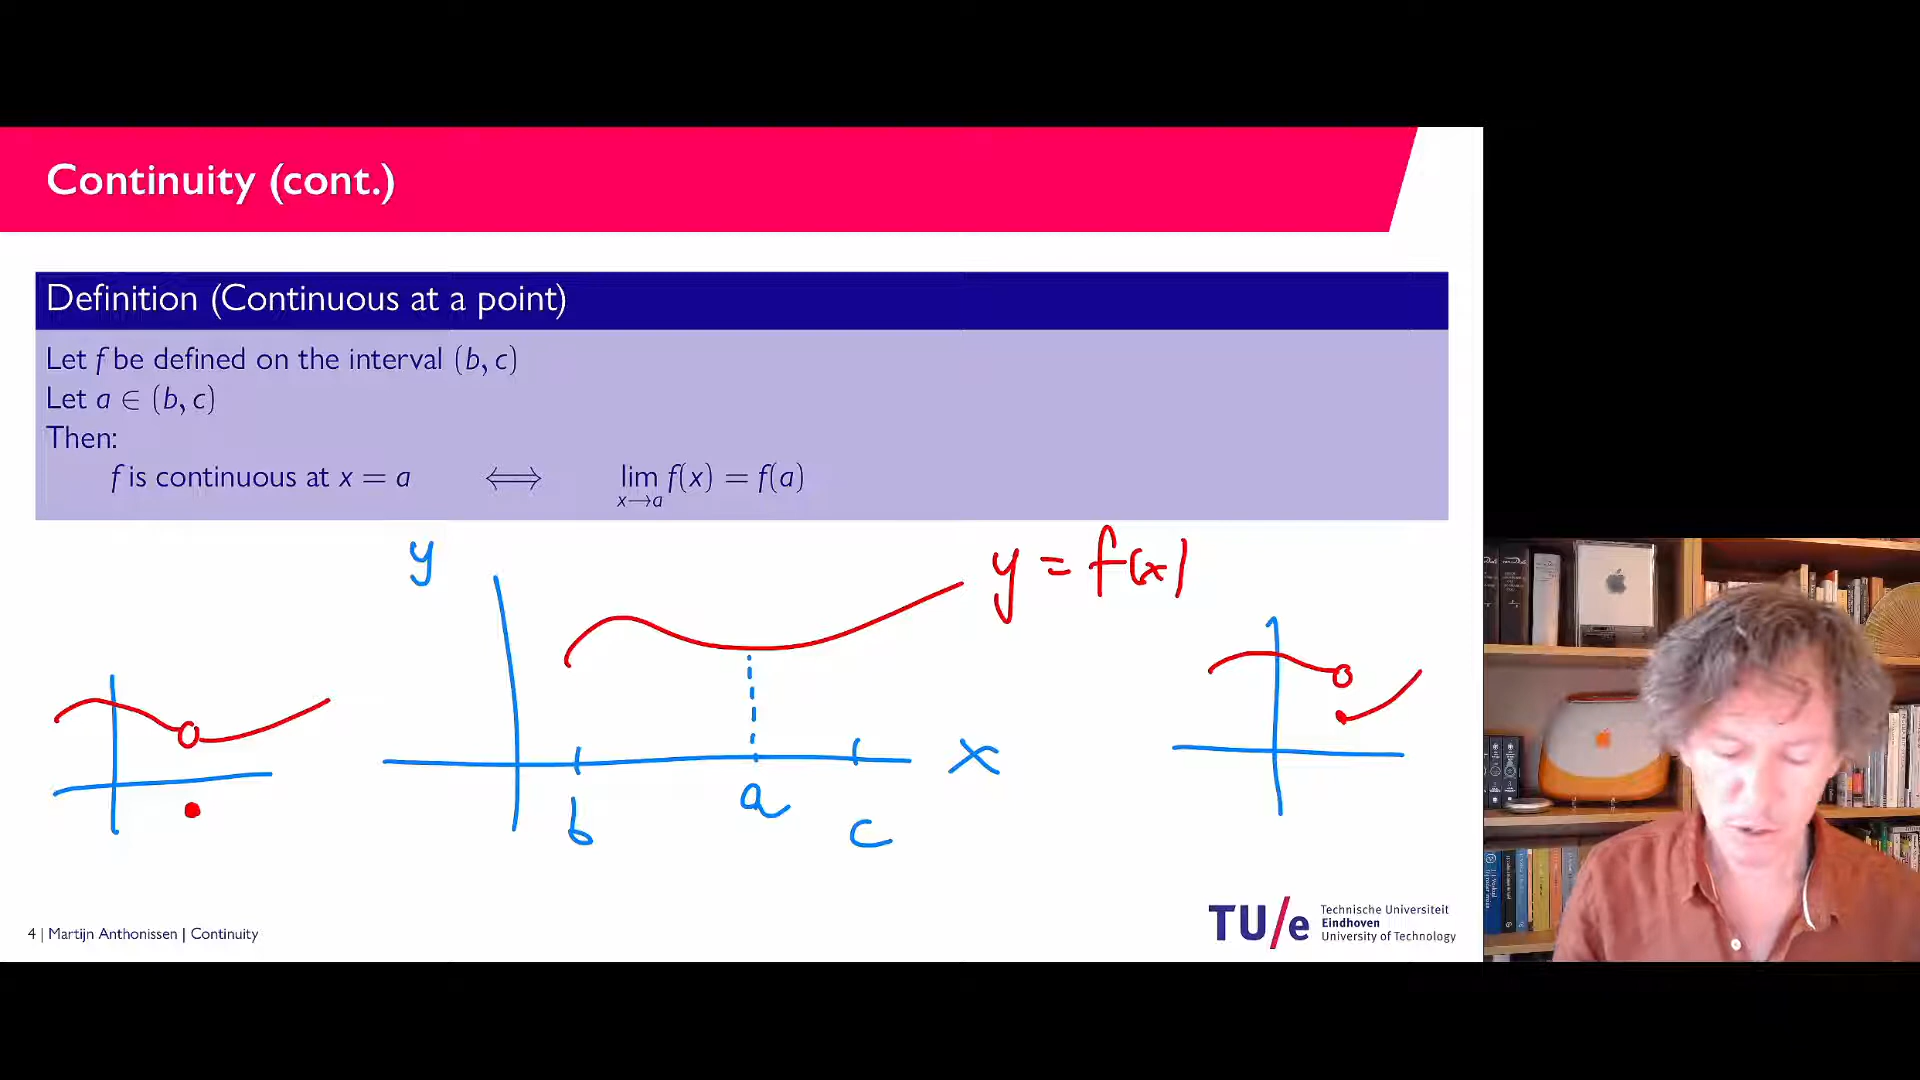 Continuity (cont.)
Definition (Continuous at a point)
Let f be defined on the interval (b, c)
Let a ∈ (b, c)
Then:
f is continuous at x = a ⟺ lim x→a f(x) = f(a)
y
y = f(x)
x
b
a
c
4 | Martijn Anthonissen | Continuity
TU/e
Technische Universiteit
Eindhoven
University of Technology